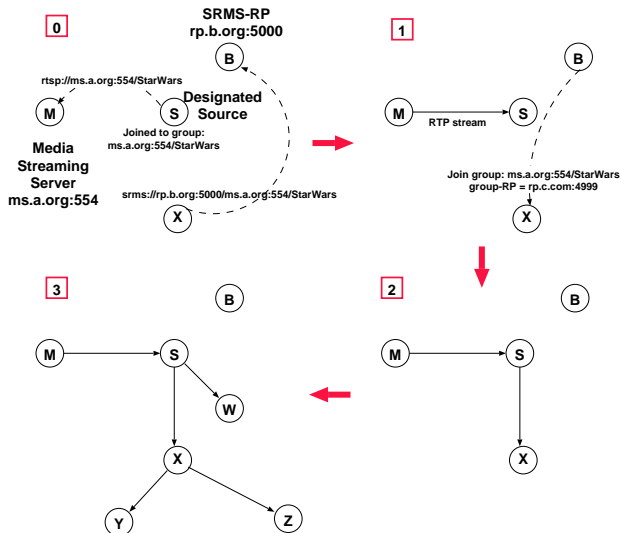 0
SRMS-RP
rp.b.org:5000
B
rtsp://ms.a.org:554/StarWars
M
S
Designated
Source
Joined to group:
ms.a.org:554/StarWars
Media
Streaming
Server
ms.a.org:554
srms://rp.b.org:5000/ms.a.org:554/StarWars
X
1
B
M
S
RTP stream
Join group: ms.a.org:554/StarWars
group-RP = rp.c.com:4999
X
3
B
M
S
W
X
Y
Z
2
B
M
S
X